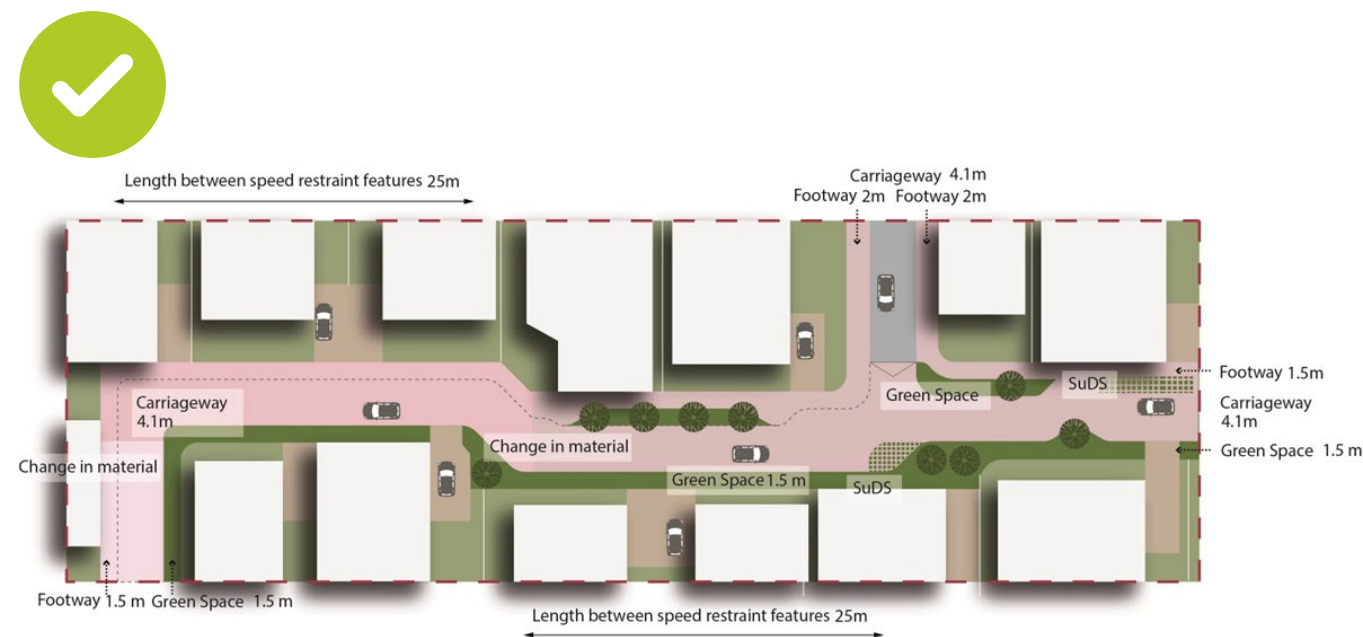 Length between speed restraint features 25m
Carriageway 4.1m
Footway 2m Footway 2m
Footway 1.5m
SuDS
Green Space
Carriageway
4.1m
Carriageway
4.1m
Change in material
Green Space 1.5 m
Change in material
Green Space 1.5 m
SuDS
Footway 1.5 m Green Space 1.5 m
Length between speed restraint features 25m